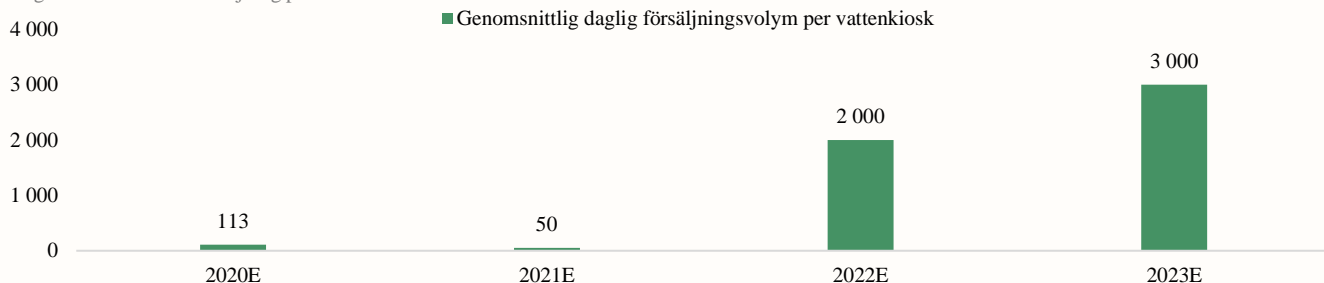 Genomsnittlig daglig försäljningsvolym per vattenkiosk
4 000
3 000
2 000
1 000
0
113
50
2 000
3 000
2020E
2021E
2022E
2023E